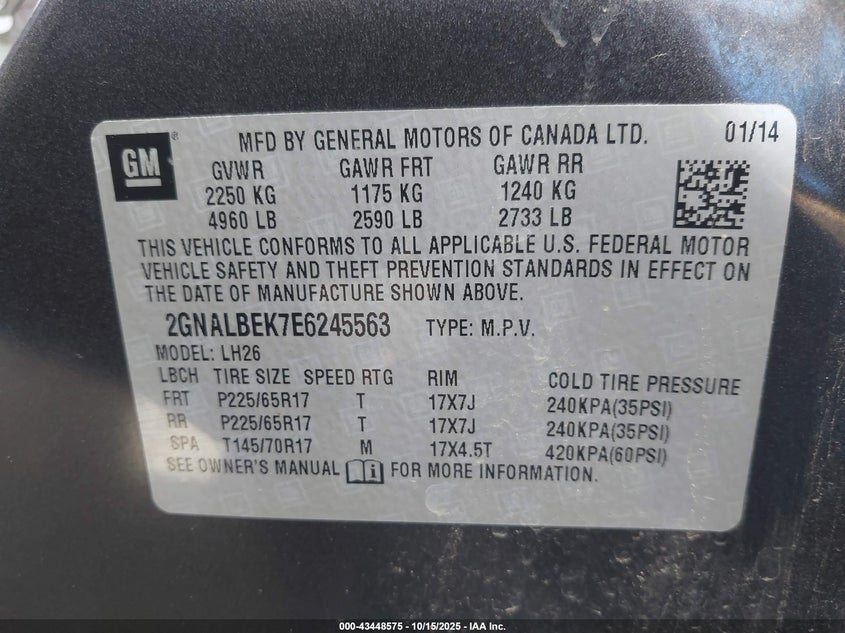 GM ® MFD BY GENERAL MOTORS OF CANADA LTD. 01/14
GVWR GAWR FRT GAWR RR
2250 KG 1175 KG 1240 KG
4960 LB 2590 LB 2733 LB
THIS VEHICLE CONFORMS TO ALL APPLICABLE U.S. FEDERAL MOTOR
VEHICLE SAFETY AND THEFT PREVENTION STANDARDS IN EFFECT ON
THE DATE OF MANUFACTURE SHOWN ABOVE.
2GNALBEK7E6245563 TYPE: M.P.V.
MODEL: LH26
LBCH TIRE SIZE SPEED RTG RIM COLD TIRE PRESSURE
FRT P225/65R17 T 17X7J 240KPA(35PSI)
RR P225/65R17 T 17X7J 240KPA(35PSI)
SPA T145/70R17 M 17X4.5T 420KPA(60PSI)
SEE OWNER'S MANUAL FOR MORE INFORMATION.
000-43448575 - 10/15/2025 - IAA Inc.